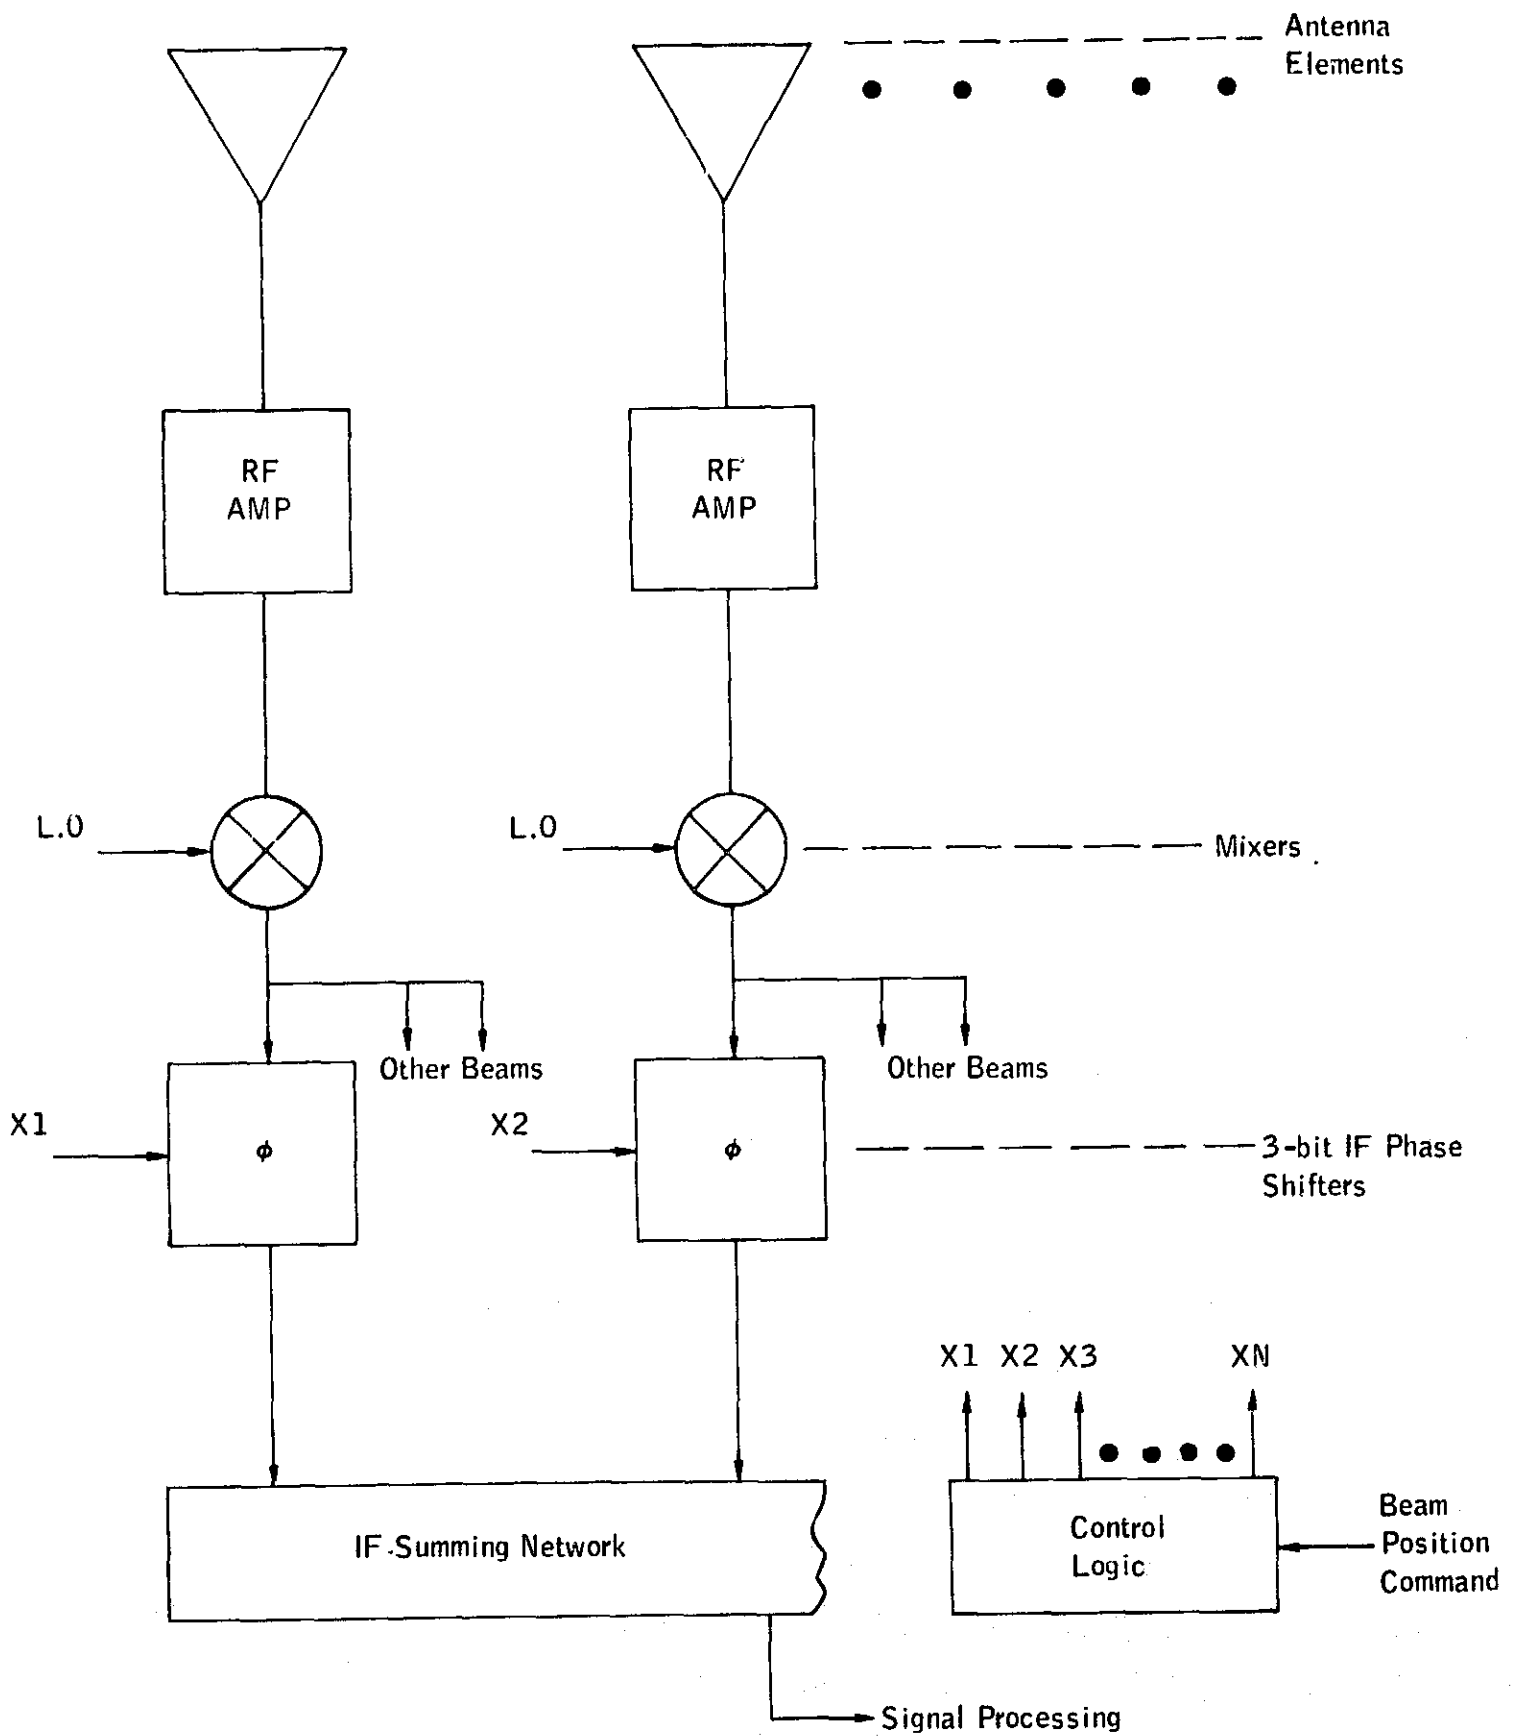 Antenna
Elements
RF
AMP
RF
AMP
L.O
L.O
Mixers
Other Beams
Other Beams
X1
X2
ϕ
ϕ
3-bit IF Phase
Shifters
X1 X2 X3 XN
IF Summing Network
Control
Logic
Beam
Position
Command
Signal Processing